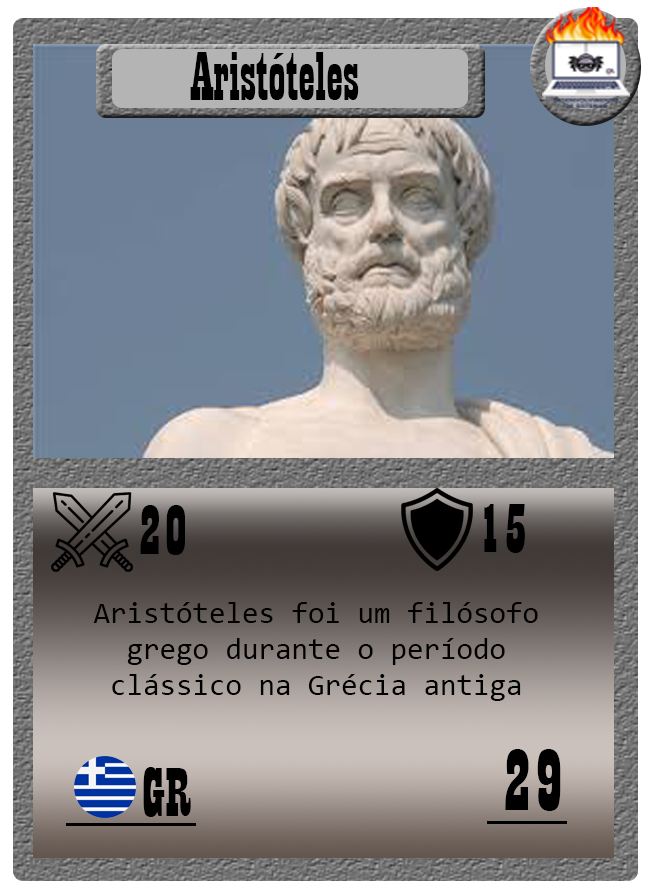 Aristóteles
20
15
Aristóteles foi um filósofo
grego durante o período
clássico na Grécia antiga
GR
29